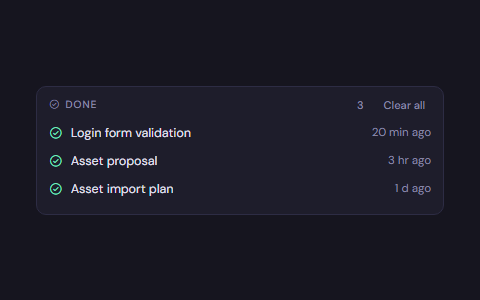 DONE 3 Clear all
Login form validation 20 min ago
Asset proposal 3 hr ago
Asset import plan 1 d ago